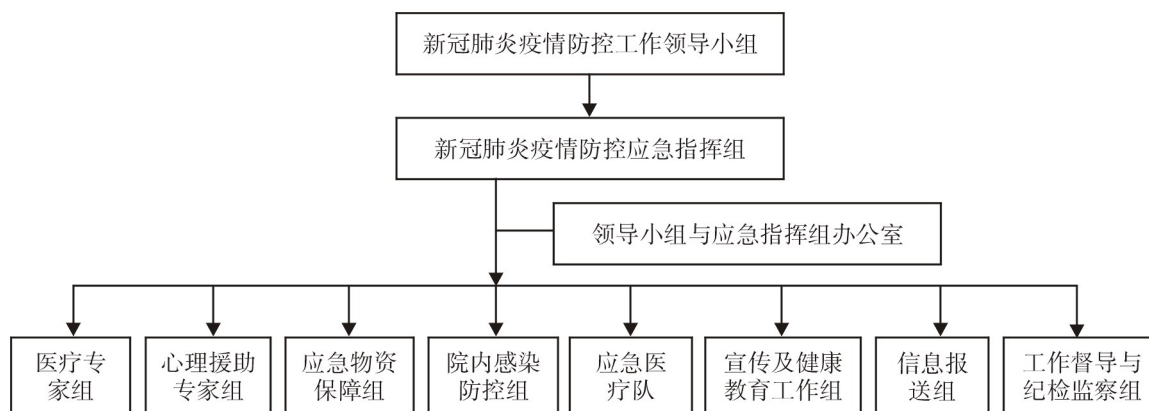 新冠肺炎疫情防控工作领导小组
新冠肺炎疫情防控应急指挥组
领导小组与应急指挥组办公室
医疗专
家组
心理援助
专家组
应急物资
保障组
院内感染
防控组
应急医
疗队
宣传及健康
教育工作组
信息报
送组
工作督导与
纪检监察组